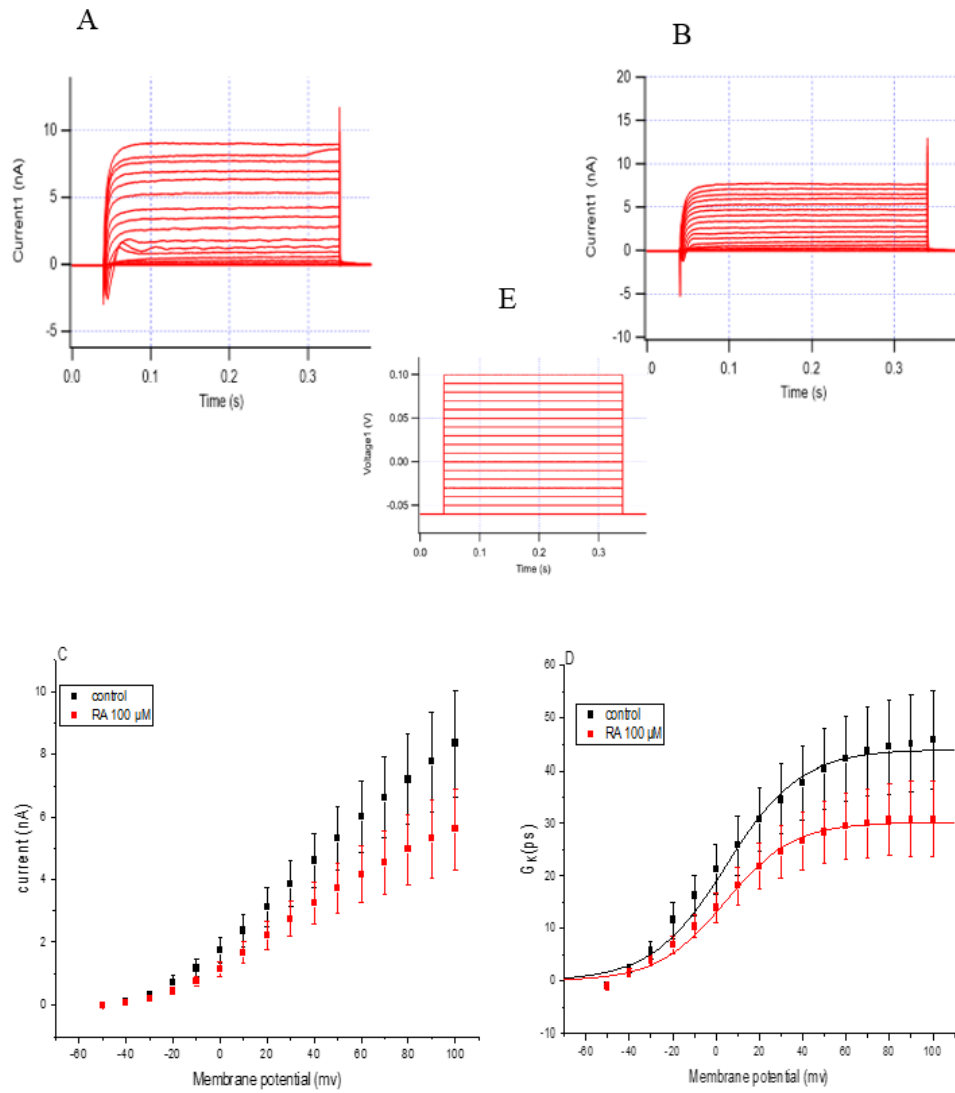 A
Current1 (nA)
10
5
0
-5
0.0
0.1
0.2
0.3
Time (s)
B
Current1 (nA)
20
15
10
5
0
-5
-10
0.0
0.1
0.2
0.3
Time (s)
E
Voltage1 (V)
0.10
0.05
0.00
-0.05
0.0
0.1
0.2
0.3
Time (s)
C
control
RA 100 µM
current (nA)
10
8
6
4
2
0
-60 -40 -20 0 20 40 60 80 100
Membrane potential (mv)
D
control
RA 100 µM
G K(ps)
60
50
40
30
20
10
0
-10
-60 -40 -20 0 20 40 60 80 100
Membrane potential (mv)